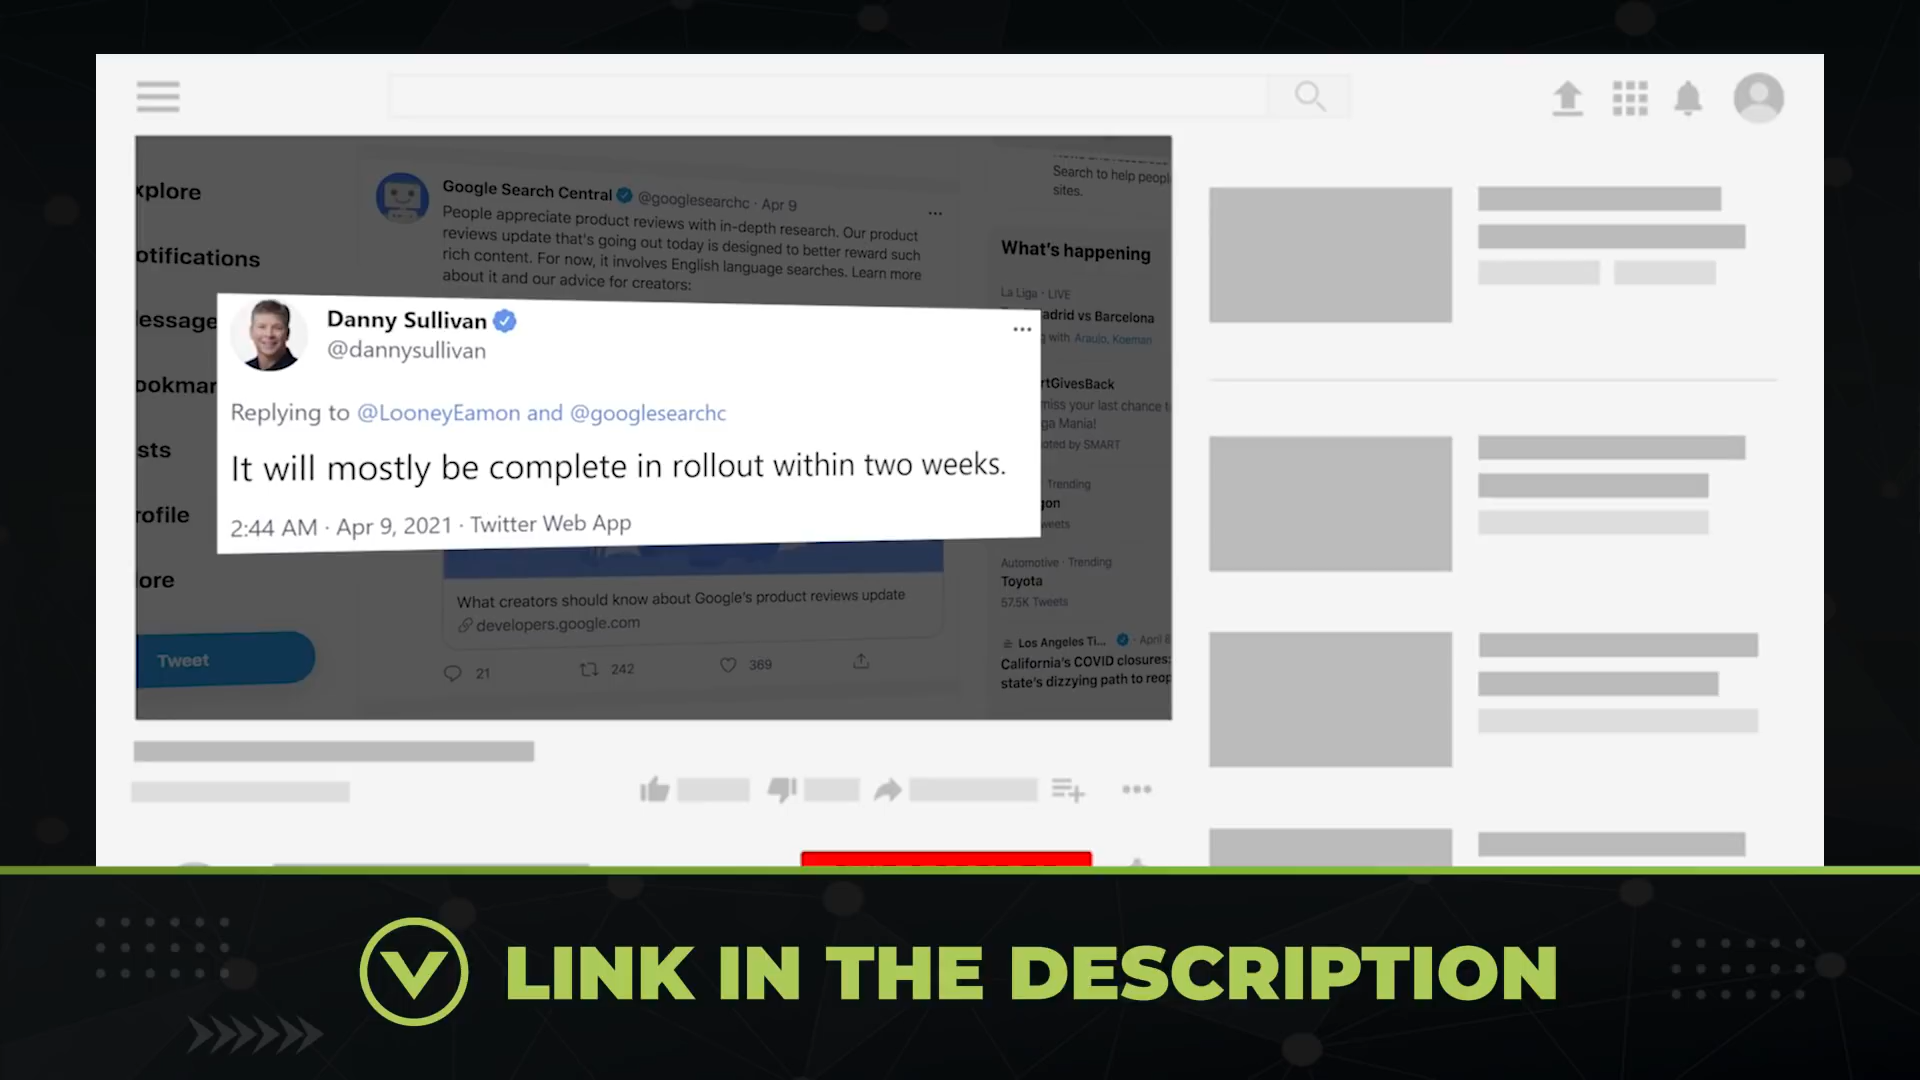 xplore
otifications
essage
ookmar
sts
rofile
ore
Tweet
Google Search Central @googlesearchc · Apr 9
People appreciate product reviews with in-depth research. Our product
reviews update that's going out today is designed to better reward such
rich content. For now, it involves English language searches. Learn more
about it and our advice for creators:
Danny Sullivan
@dannysullivan
Replying to @LooneyEamon and @googlesearchc
It will mostly be complete in rollout within two weeks.
2:44 AM · Apr 9, 2021 · Twitter Web App
What creators should know about Google's product reviews update
developers.google.com
21 242 369
Search to help peopl
sites.
What's happening
La Liga · LIVE
adrid vs Barcelona
with Araujo, Koeman
rtGivesBack
miss your last chance t
ga Mania!
oted by SMART
Trending
gon
weets
Automotive · Trending
Toyota
57.5K Tweets
Los Angeles Ti... · April 8
California's COVID closures:
state's dizzying path to reop
LINK IN THE DESCRIPTION